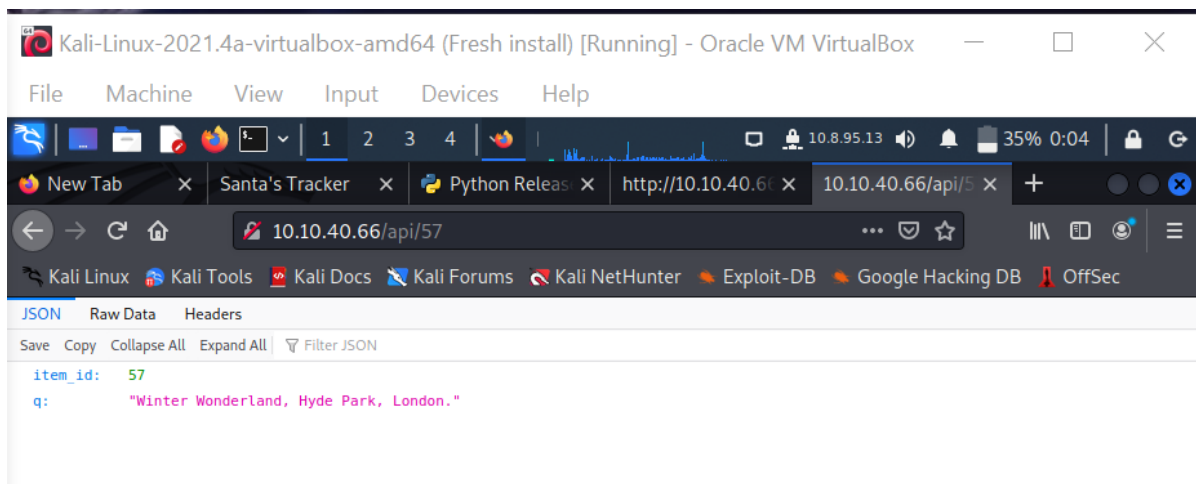 Kali-Linux-2021.4a-virtualbox-amd64 (Fresh install) [Running] - Oracle VM VirtualBox
File Machine View Input Devices Help
1 2 3 4 10.8.95.13 35% 0:04
New Tab Santa's Tracker Python Releas http://10.10.40.66 10.10.40.66/api/5
10.10.40.66/api/57
Kali Linux Kali Tools Kali Docs Kali Forums Kali NetHunter Exploit-DB Google Hacking DB OffSec
JSON Raw Data Headers
Save Copy Collapse All Expand All Filter JSON
item_id: 57
q: "Winter Wonderland, Hyde Park, London."